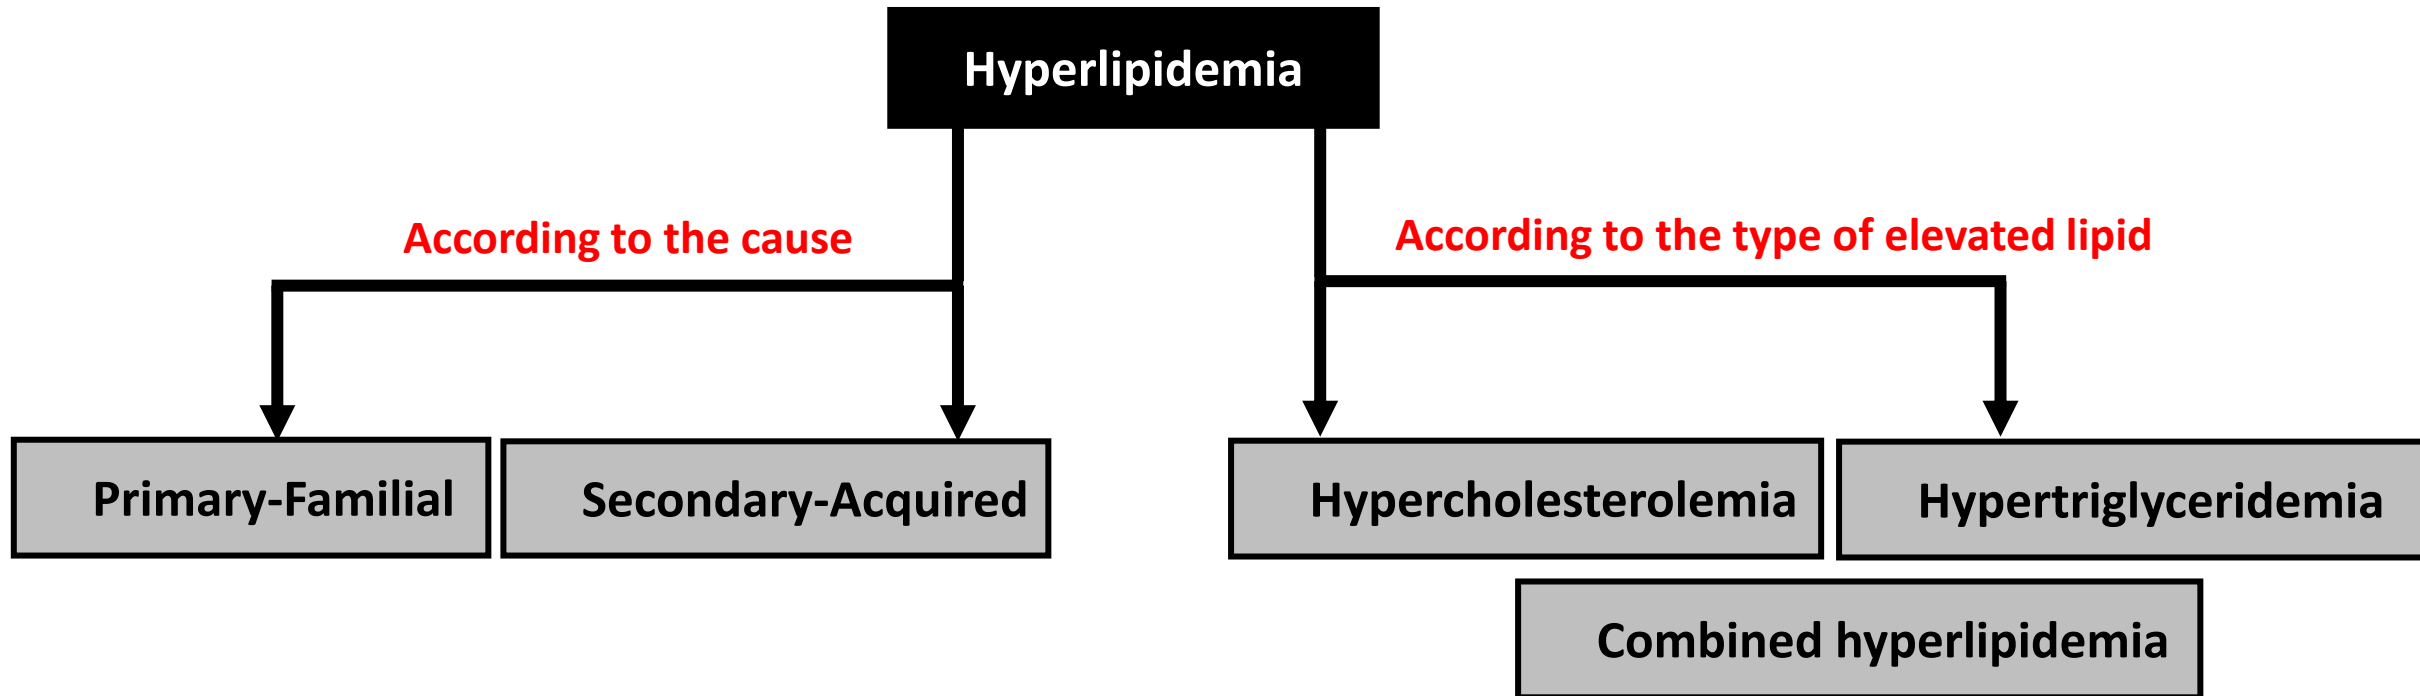 Hyperlipidemia
According to the cause
According to the type of elevated lipid
Primary-Familial
Secondary-Acquired
Hypercholesterolemia
Hypertriglyceridemia
Combined hyperlipidemia